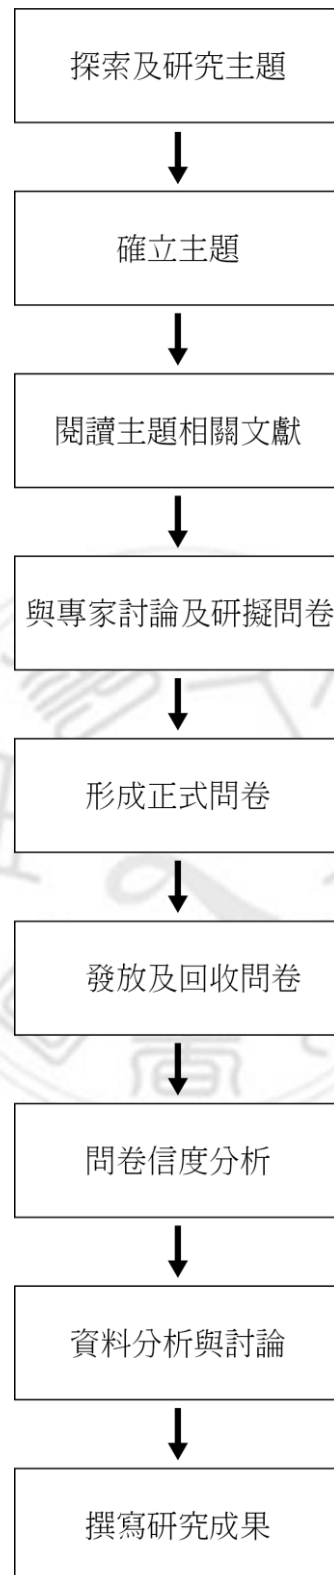 探索及研究主題
確立主題
閱讀主題相關文獻
與專家討論及研擬問卷
形成正式問卷
發放及回收問卷
問卷信度分析
資料分析與討論
撰寫研究成果